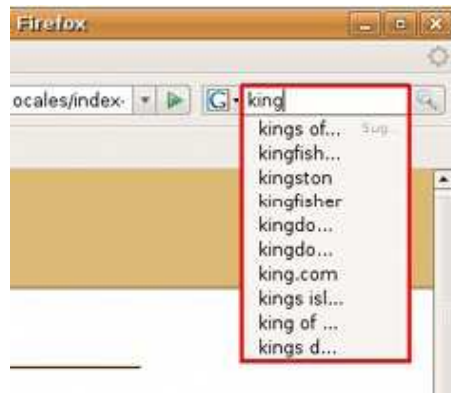 Firefox
ocales/index-
G
king
kings of... Sug...
kingfish...
kingston
kingfisher
kingdo...
kingdo...
king.com
kings isl...
king of ...
kings d...